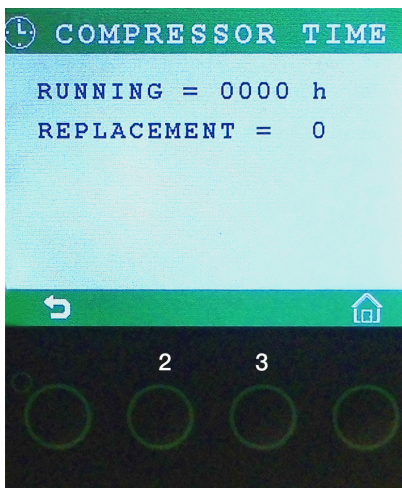 COMPRESSOR TIME
RUNNING = 0000 h
REPLACEMENT = 0
2 3